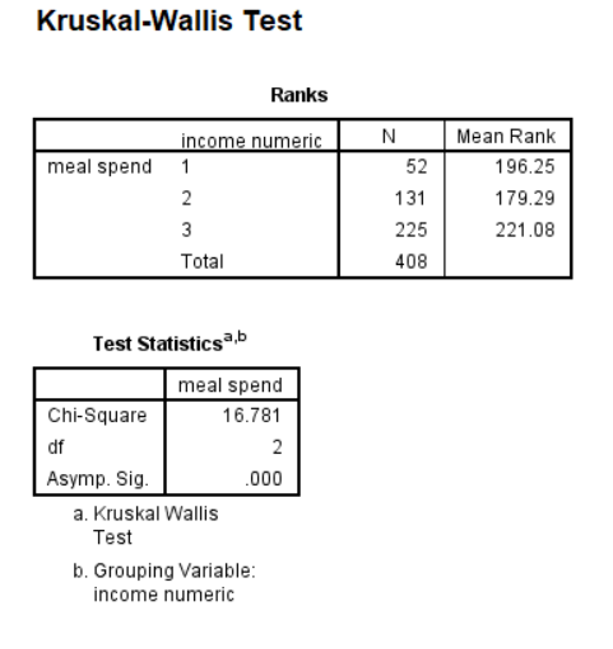 Kruskal-Wallis Test
Ranks
income numeric N Mean Rank
meal spend 1 52 196.25
2 131 179.29
3 225 221.08
Total 408
Test Statisticsa,b
meal spend
Chi-Square 16.781
df 2
Asymp. Sig. .000
a. Kruskal Wallis
Test
b. Grouping Variable:
income numeric